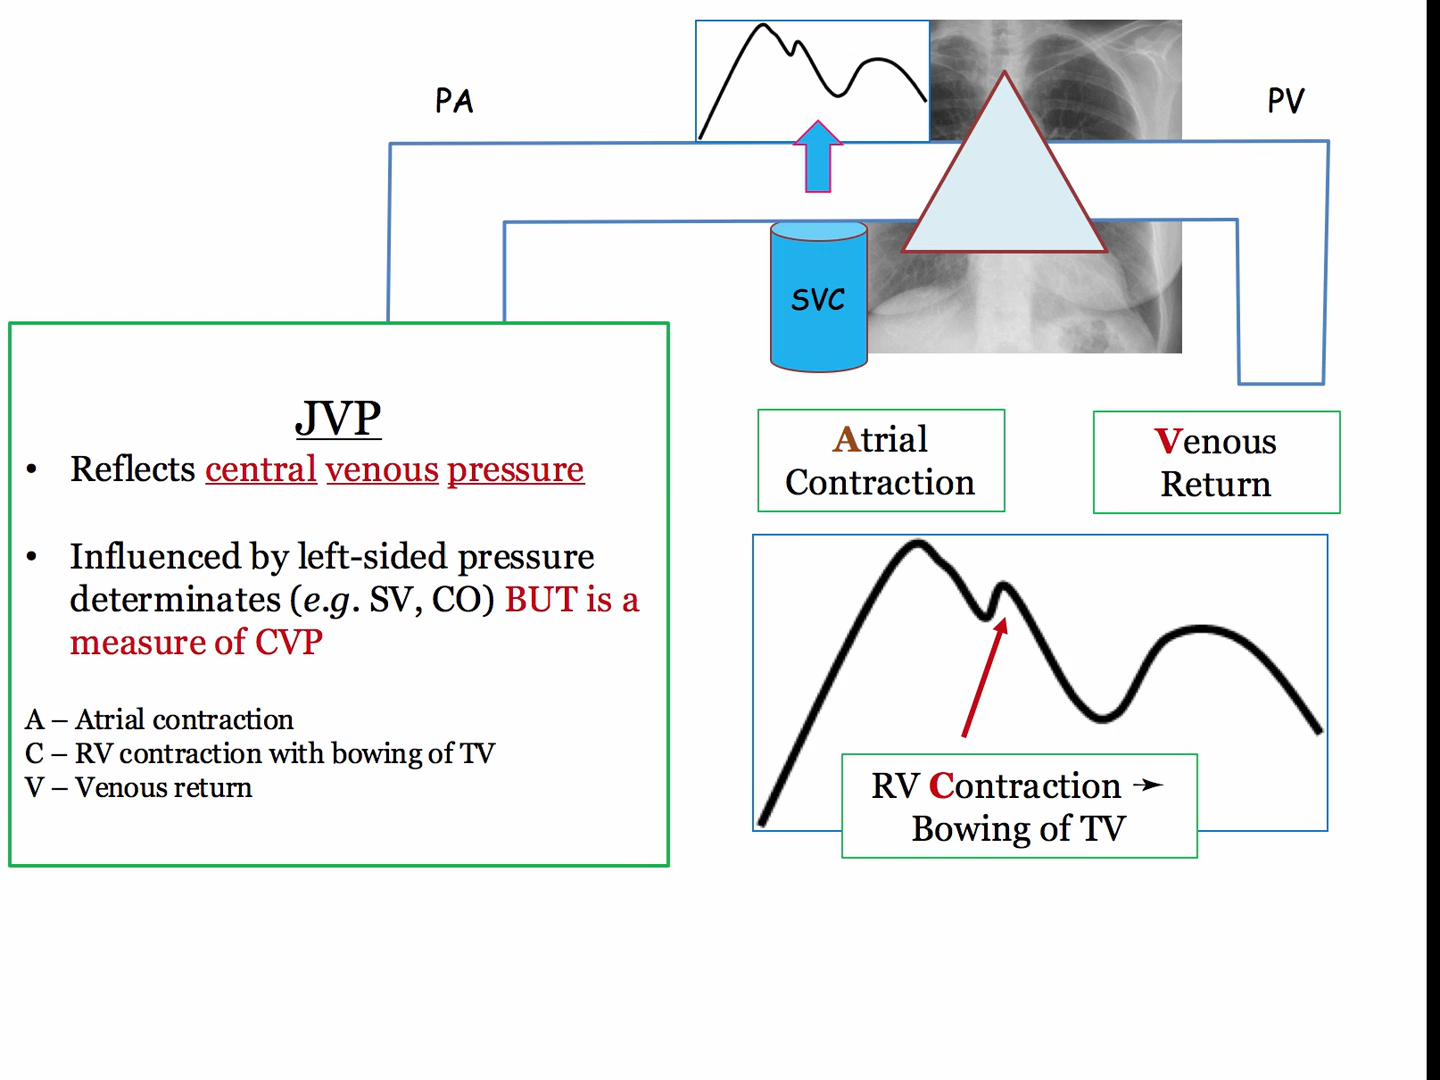 PA
PV
SVC
JVP
• Reflects central venous pressure
• Influenced by left-sided pressure
determinates (e.g. SV, CO) BUT is a
measure of CVP
A – Atrial contraction
C – RV contraction with bowing of TV
V – Venous return
Atrial
Contraction
Venous
Return
RV Contraction ➛
Bowing of TV